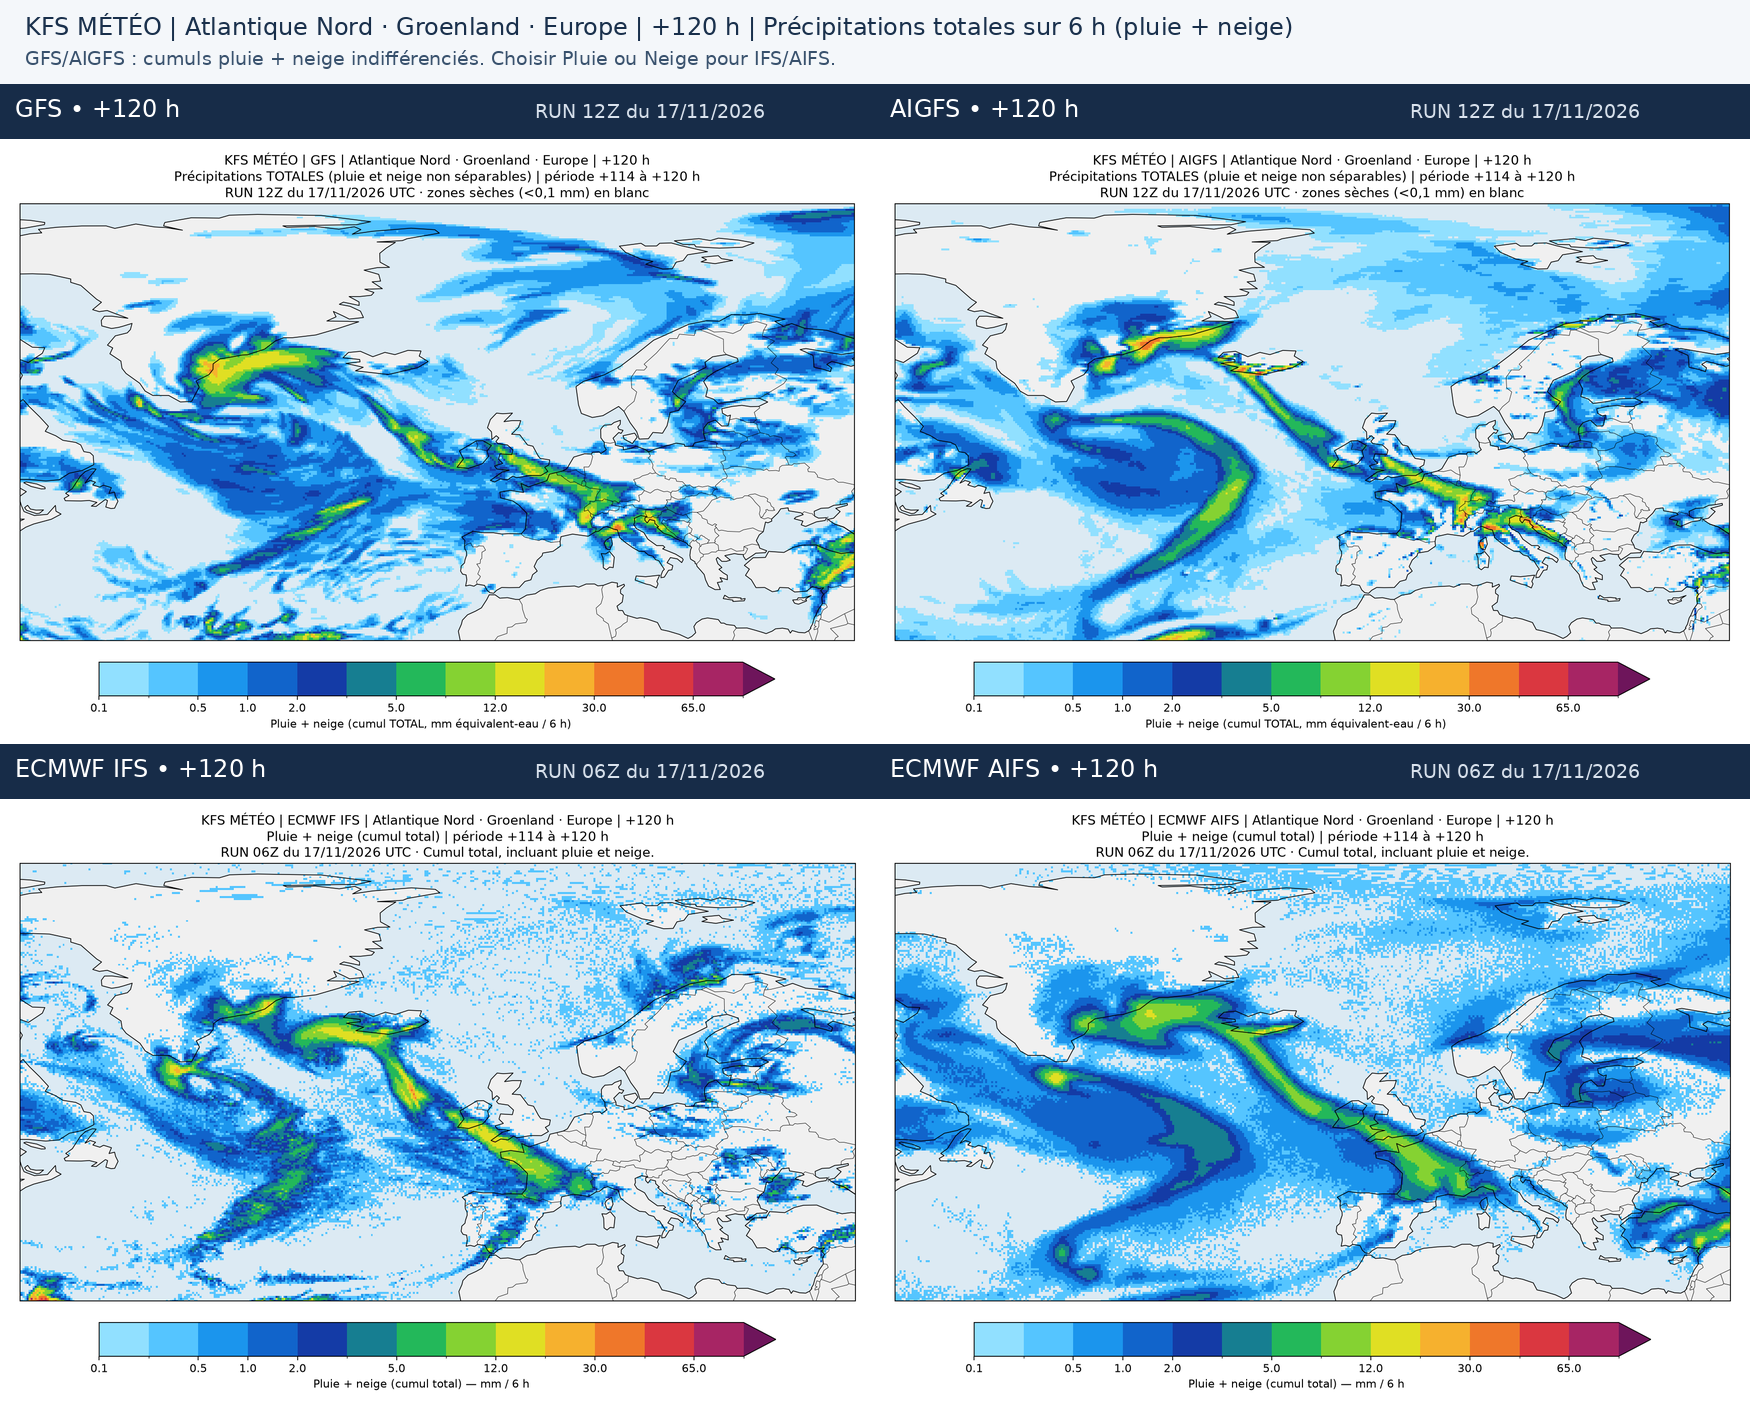 KFS MÉTÉO | Atlantique Nord · Groenland · Europe | +120 h | Précipitations totales sur 6 h (pluie + neige)
GFS/AIGFS : cumuls pluie + neige indifférenciés. Choisir Pluie ou Neige pour IFS/AIFS.
GFS • +120 h RUN 12Z du 17/11/2026
KFS MÉTÉO | GFS | Atlantique Nord · Groenland · Europe | +120 h
Précipitations TOTALES (pluie et neige non séparables) | période +114 à +120 h
RUN 12Z du 17/11/2026 UTC · zones sèches (<0,1 mm) en blanc
0.1 0.5 1.0 2.0 5.0 12.0 30.0 65.0
Pluie + neige (cumul TOTAL, mm équivalent-eau / 6 h)
AIGFS • +120 h RUN 12Z du 17/11/2026
KFS MÉTÉO | AIGFS | Atlantique Nord · Groenland · Europe | +120 h
Précipitations TOTALES (pluie et neige non séparables) | période +114 à +120 h
RUN 12Z du 17/11/2026 UTC · zones sèches (<0,1 mm) en blanc
0.1 0.5 1.0 2.0 5.0 12.0 30.0 65.0
Pluie + neige (cumul TOTAL, mm équivalent-eau / 6 h)
ECMWF IFS • +120 h RUN 06Z du 17/11/2026
KFS MÉTÉO | ECMWF IFS | Atlantique Nord · Groenland · Europe | +120 h
Pluie + neige (cumul total) | période +114 à +120 h
RUN 06Z du 17/11/2026 UTC · Cumul total, incluant pluie et neige.
0.1 0.5 1.0 2.0 5.0 12.0 30.0 65.0
Pluie + neige (cumul total) — mm / 6 h
ECMWF AIFS • +120 h RUN 06Z du 17/11/2026
KFS MÉTÉO | ECMWF AIFS | Atlantique Nord · Groenland · Europe | +120 h
Pluie + neige (cumul total) | période +114 à +120 h
RUN 06Z du 17/11/2026 UTC · Cumul total, incluant pluie et neige.
0.1 0.5 1.0 2.0 5.0 12.0 30.0 65.0
Pluie + neige (cumul total) — mm / 6 h